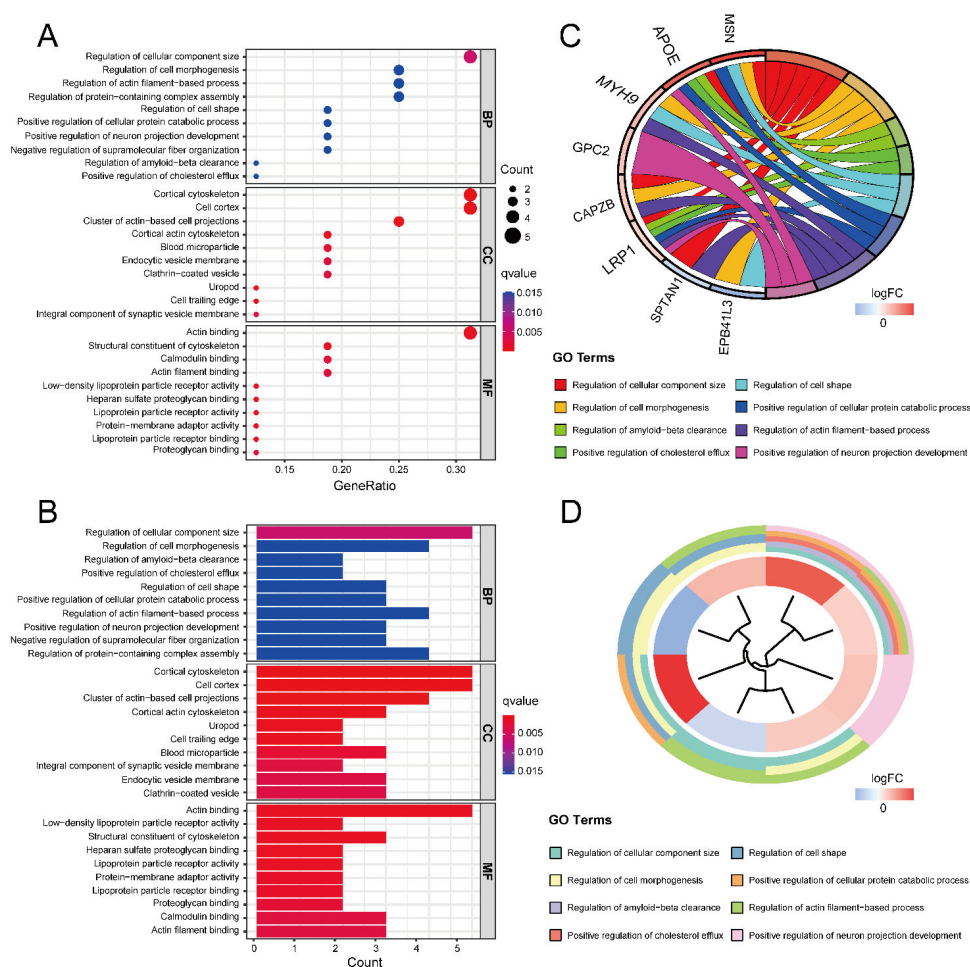 A
Regulation of cellular component size
Regulation of cell morphogenesis
Regulation of actin filament−based process
Regulation of protein−containing complex assembly
Regulation of cell shape
Positive regulation of cellular protein catabolic process
Positive regulation of neuron projection development
Negative regulation of supramolecular fiber organization
Regulation of amyloid−beta clearance
Positive regulation of cholesterol efflux
BP
Cortical cytoskeleton
Cell cortex
Cluster of actin−based cell projections
Cortical actin cytoskeleton
Blood microparticle
Endocytic vesicle membrane
Clathrin−coated vesicle
Uropod
Cell trailing edge
Integral component of synaptic vesicle membrane
CC
Actin binding
Structural constituent of cytoskeleton
Calmodulin binding
Actin filament binding
Low−density lipoprotein particle receptor activity
Heparan sulfate proteoglycan binding
Lipoprotein particle receptor activity
Protein−membrane adaptor activity
Lipoprotein particle receptor binding
Proteoglycan binding
MF
0.15 0.20 0.25 0.30
GeneRatio
Count
2
3
4
5
qvalue
0.015
0.010
0.005
B
Regulation of cellular component size
Regulation of cell morphogenesis
Regulation of amyloid−beta clearance
Positive regulation of cholesterol efflux
Regulation of cell shape
Positive regulation of cellular protein catabolic process
Regulation of actin filament−based process
Positive regulation of neuron projection development
Negative regulation of supramolecular fiber organization
Regulation of protein−containing complex assembly
BP
Cortical cytoskeleton
Cell cortex
Cluster of actin−based cell projections
Cortical actin cytoskeleton
Uropod
Cell trailing edge
Blood microparticle
Integral component of synaptic vesicle membrane
Endocytic vesicle membrane
Clathrin−coated vesicle
CC
Actin binding
Low−density lipoprotein particle receptor activity
Structural constituent of cytoskeleton
Heparan sulfate proteoglycan binding
Lipoprotein particle receptor activity
Protein−membrane adaptor activity
Lipoprotein particle receptor binding
Proteoglycan binding
Calmodulin binding
Actin filament binding
MF
0 1 2 3 4 5
Count
qvalue
0.005
0.010
0.015
C
MSN
APOE
MYH9
GPC2
CAPZB
LRP1
SPTAN1
EPB41L3
logFC
0
GO Terms
Regulation of cellular component size
Regulation of cell shape
Regulation of cell morphogenesis
Positive regulation of cellular protein catabolic process
Regulation of amyloid−beta clearance
Regulation of actin filament−based process
Positive regulation of cholesterol efflux
Positive regulation of neuron projection development
D
logFC
0
GO Terms
Regulation of cellular component size
Regulation of cell shape
Regulation of cell morphogenesis
Positive regulation of cellular protein catabolic process
Regulation of amyloid−beta clearance
Regulation of actin filament−based process
Positive regulation of cholesterol efflux
Positive regulation of neuron projection development